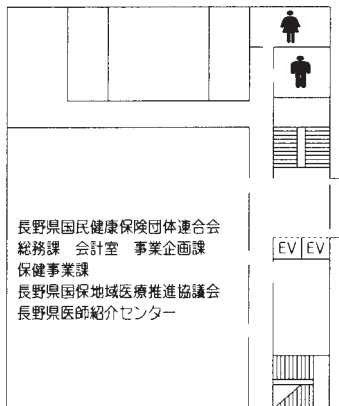 長野県国民健康保険団体連合会
総務課　会計室　事業企画課
保健事業課
長野県国保地域医療推進協議会
長野県医師紹介センター
EV EV